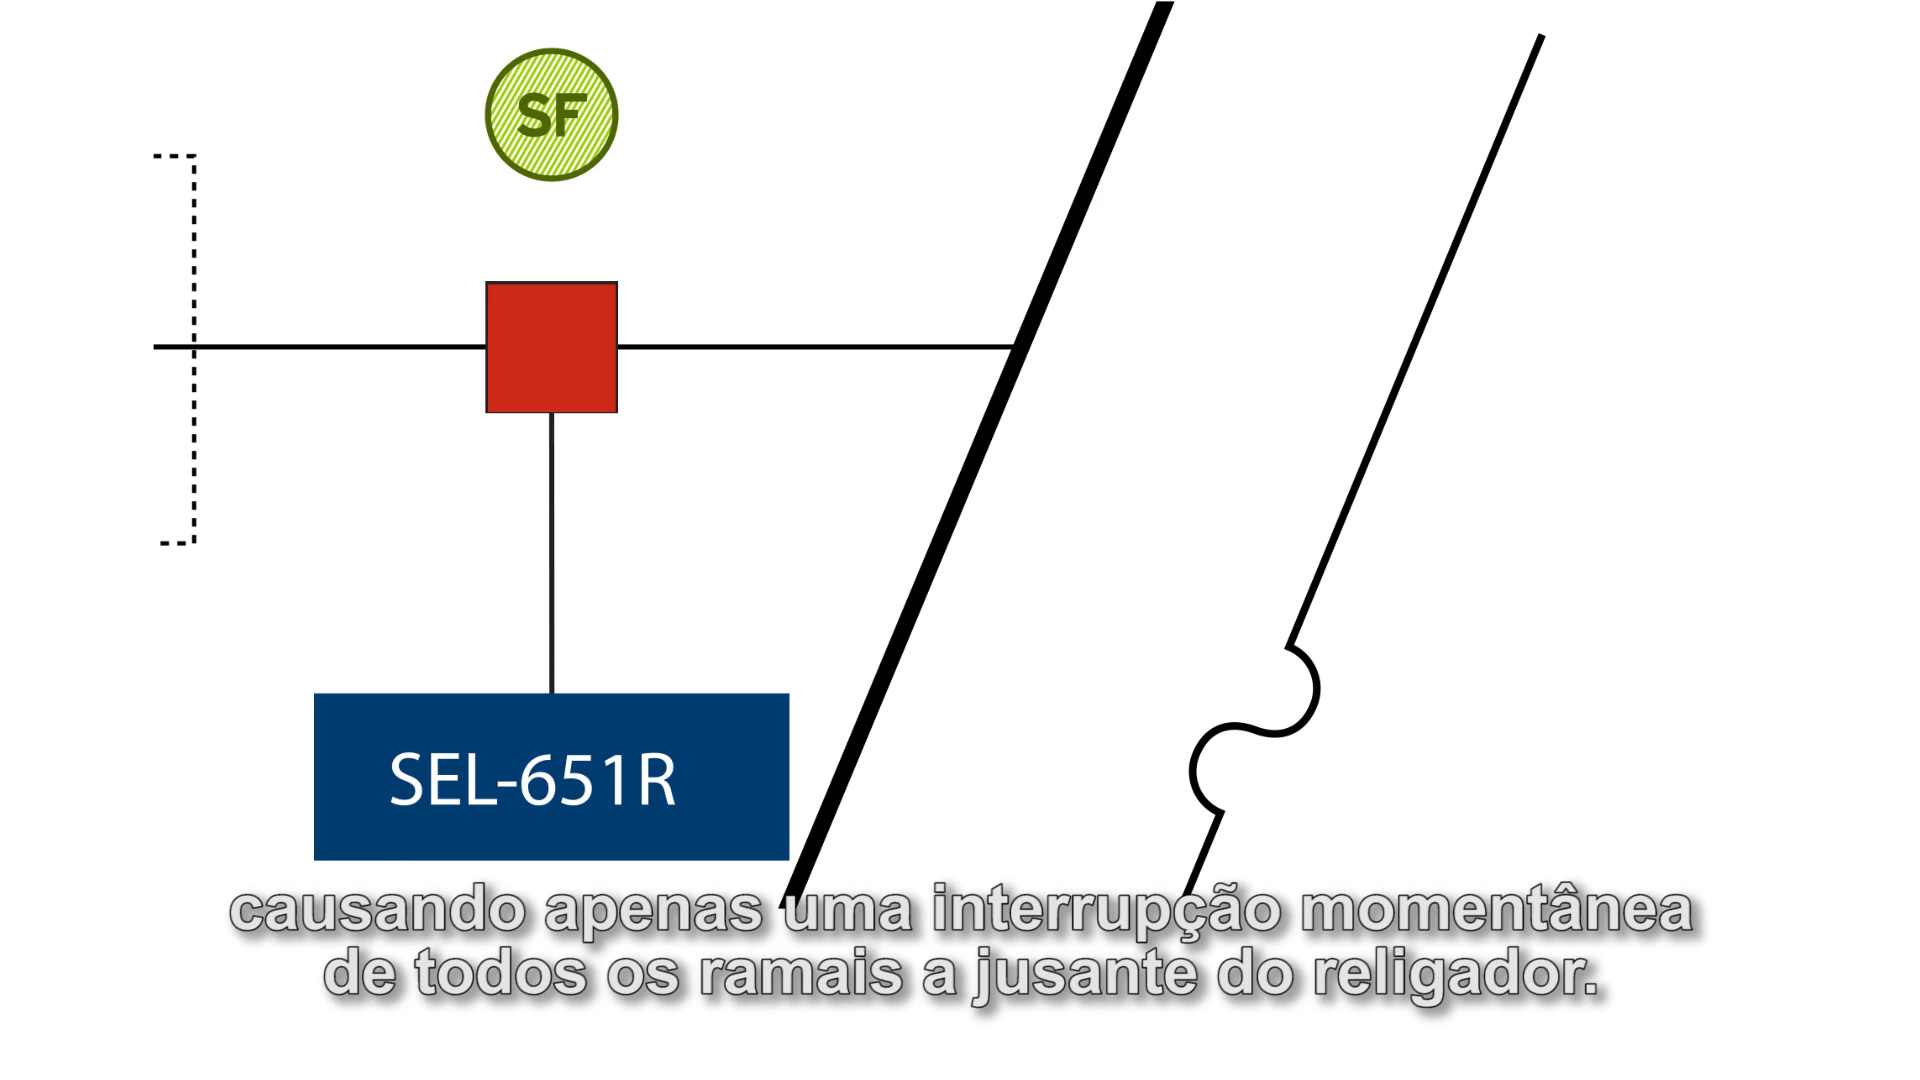 SF
SEL-651R
causando apenas uma interrupção momentânea
de todos os ramais a jusante do religador.